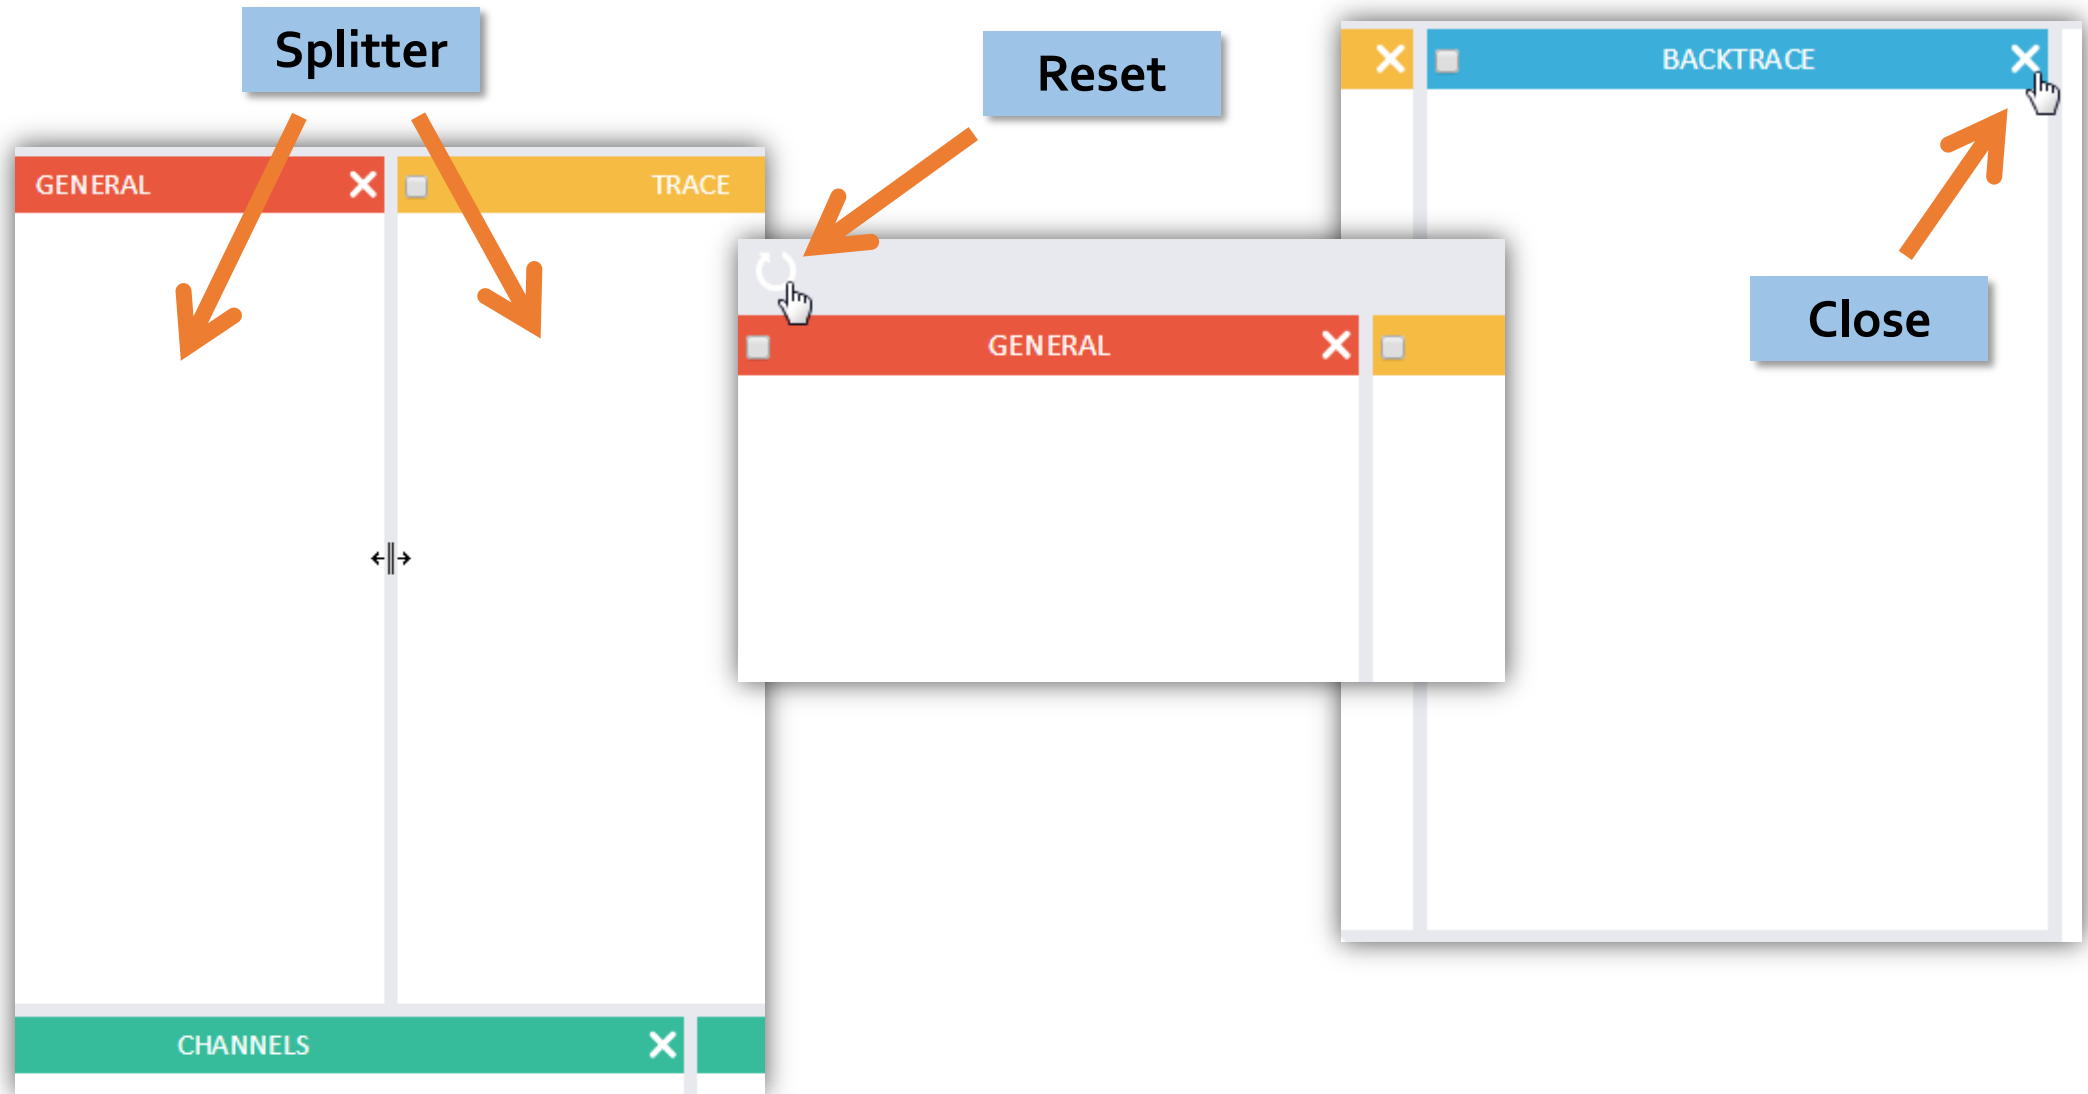 Splitter
Reset
BACKTRACE
GENERAL
TRACE
GENERAL
Close
CHANNELS